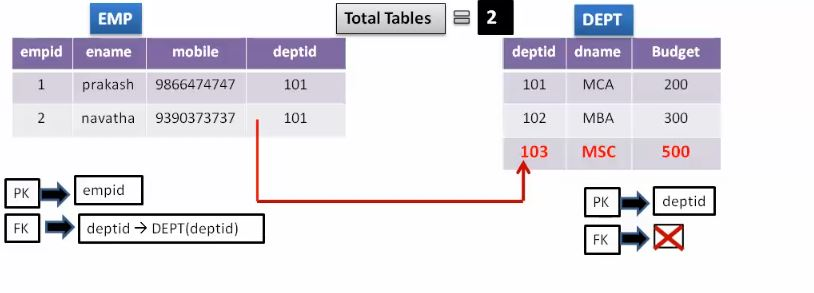 EMP
Total Tables = 2
DEPT
empid ename mobile deptid
1 prakash 9866474747 101
2 navatha 9390373737 101
deptid dname Budget
101 MCA 200
102 MBA 300
103 MSC 500
PK empid
FK deptid → DEPT(deptid)
PK deptid
FK